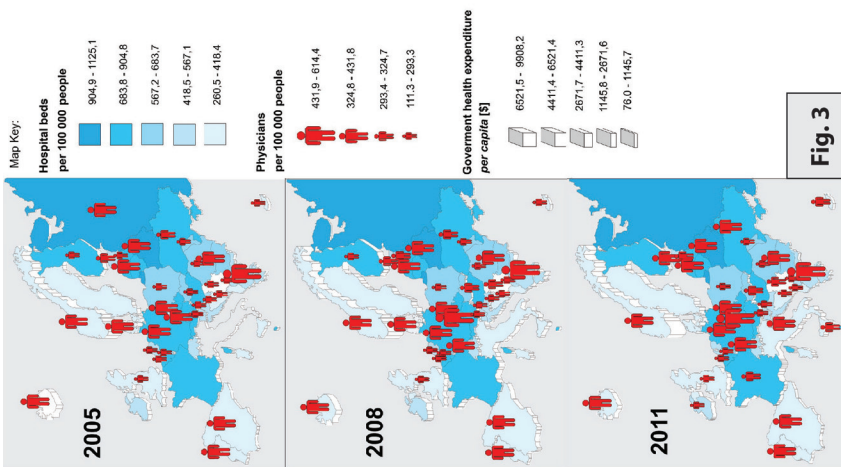 2005
2008
2011
Map Key:
Hospital beds
per 100 000 people
904,9 - 1125,1
683,8 - 904,8
567,2 - 683,7
418,5 - 567,1
260,5 - 418,4
Physicians
per 100 000 people
431,9 - 614,4
324,8 - 431,8
293,4 - 324,7
111,3 - 293,3
Goverment health expenditure
per capita [$]
6521,5 - 9908,2
4411,4 - 6521,4
2671,7 - 4411,3
1145,8 - 2671,6
76.0 - 1145,7
Fig. 3